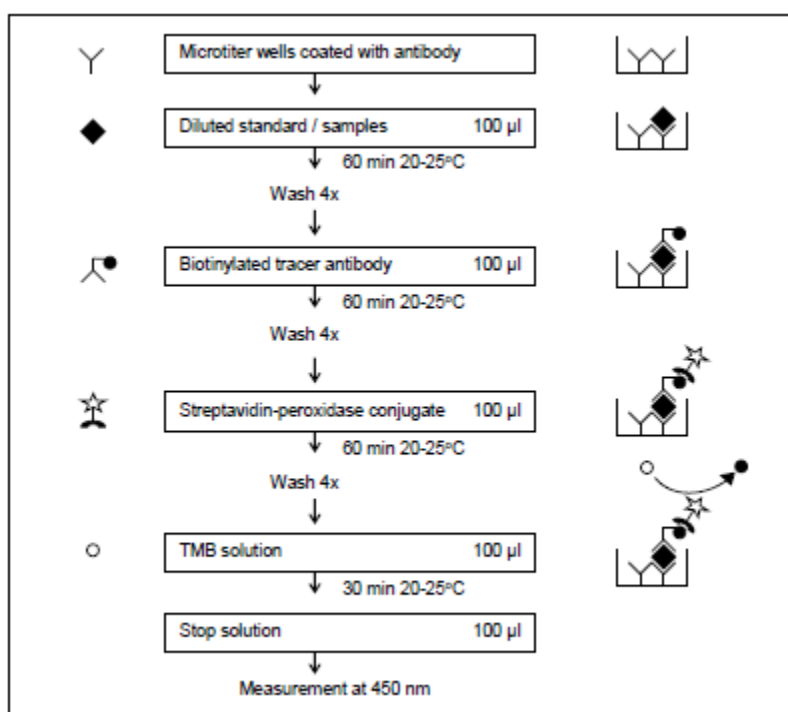 Microtiter wells coated with antibody
Diluted standard / samples 100 µl
60 min 20-25°C
Wash 4x
Biotinylated tracer antibody 100 µl
60 min 20-25°C
Wash 4x
Streptavidin-peroxidase conjugate 100 µl
60 min 20-25°C
Wash 4x
TMB solution 100 µl
30 min 20-25°C
Stop solution 100 µl
Measurement at 450 nm